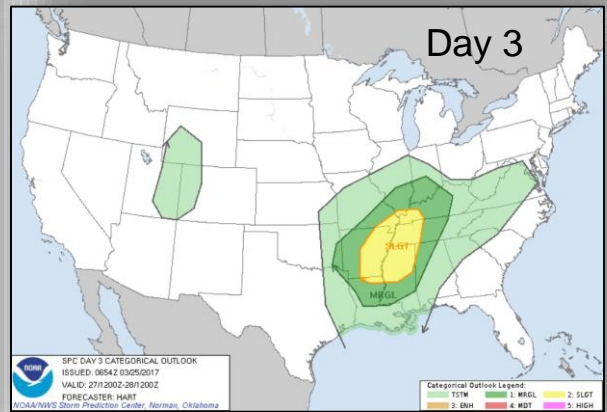 Day 3
SLGT
MRGL
NOAA
SPC DAY 3 CATEGORICAL OUTLOOK
ISSUED: 0654Z 03/25/2017
VALID: 27/1200Z-28/1200Z
FORECASTER: HART
NOAA/NWS Storm Prediction Center, Norman, Oklahoma
Categorical Outlook Legend:
TSTM 1: MRGL 2: SLGT
3: ENH 4: MDT 5: HIGH